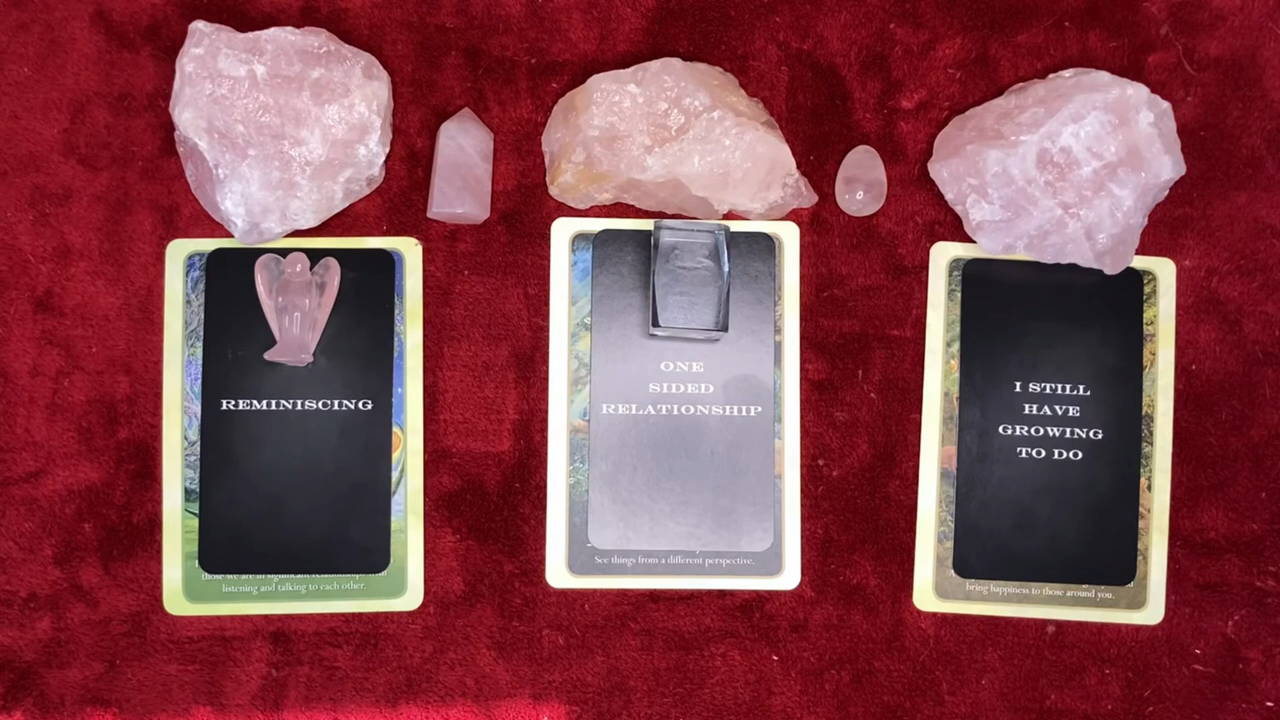 REMINISCING
those we are in significant relationships with
listening and talking to each other.
ONE
SIDED
RELATIONSHIP
See things from a different perspective.
I STILL
HAVE
GROWING
TO DO
bring happiness to those around you.